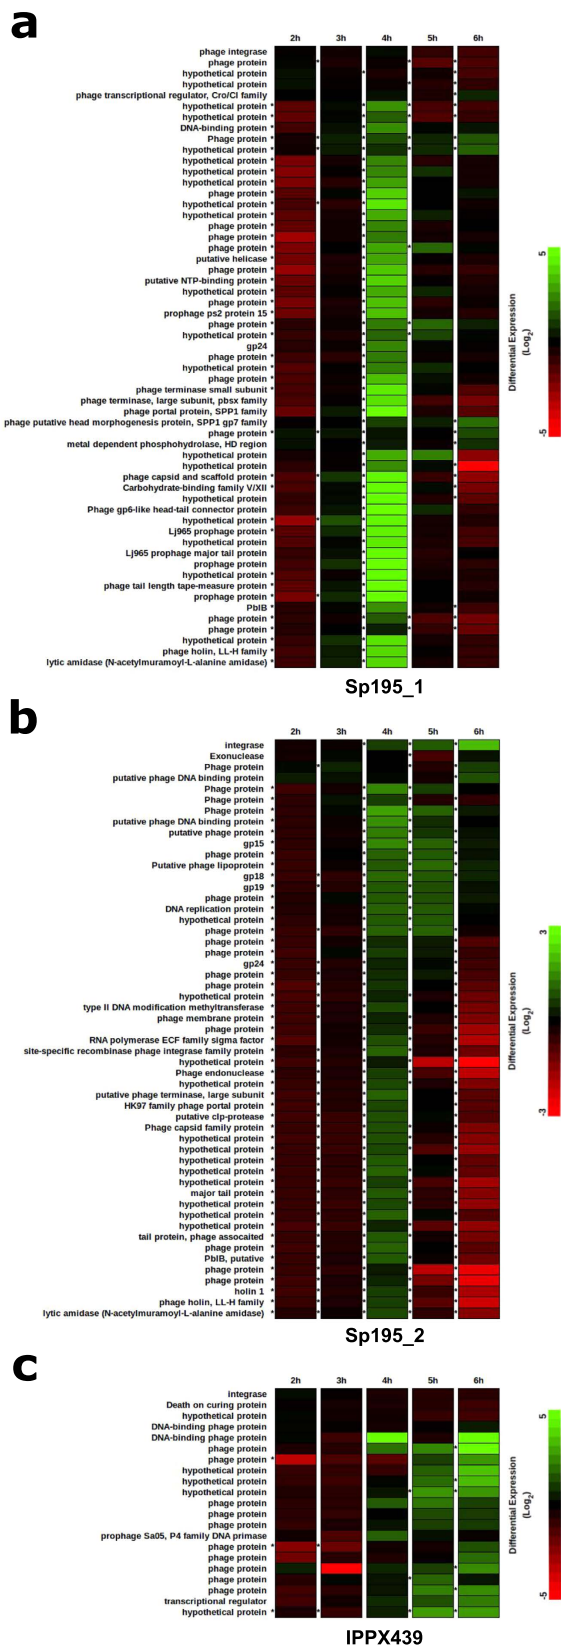 a
2h 3h 4h 5h 6h
phage integrase
phage protein
hypothetical protein
hypothetical protein
phage transcriptional regulator, Cro/CI family
hypothetical protein
hypothetical protein
DNA-binding protein
Phage protein
hypothetical protein
hypothetical protein
hypothetical protein
hypothetical protein
phage protein
hypothetical protein
hypothetical protein
phage protein
phage protein
phage protein
putative helicase
phage protein
putative NTP-binding protein
hypothetical protein
phage protein
prophage ps2 protein 15
phage protein
hypothetical protein
gp24
phage protein
hypothetical protein
phage protein
phage terminase small subunit
phage terminase, large subunit, pbsx family
phage portal protein, SPP1 family
phage putative head morphogenesis protein, SPP1 gp7 family
phage protein
metal dependent phosphohydrolase, HD region
hypothetical protein
hypothetical protein
phage capsid and scaffold protein
Carbohydrate-binding family V/XII
hypothetical protein
Phage gp6-like head-tail connector protein
hypothetical protein
Lj965 prophage protein
hypothetical protein
Lj965 prophage major tail protein
prophage protein
hypothetical protein
phage tail length tape-measure protein
prophage protein
PblB
phage protein
phage protein
hypothetical protein
phage holin, LL-H family
lytic amidase (N-acetylmuramoyl-L-alanine amidase)
Differential Expression
(Log2)
5
-5
Sp195_1
b
2h 3h 4h 5h 6h
integrase
Exonuclease
Phage protein
putative phage DNA binding protein
Phage protein
Phage protein
Phage protein
putative phage DNA binding protein
putative phage protein
gp15
phage protein
Putative phage lipoprotein
gp18
gp19
phage protein
DNA replication protein
hypothetical protein
phage protein
phage protein
phage protein
gp24
phage protein
phage protein
hypothetical protein
type II DNA modification methyltransferase
phage membrane protein
phage protein
RNA polymerase ECF family sigma factor
site-specific recombinase phage integrase family protein
hypothetical protein
Phage endonuclease
hypothetical protein
putative phage terminase, large subunit
HK97 family phage portal protein
putative clp-protease
Phage capsid family protein
hypothetical protein
hypothetical protein
hypothetical protein
hypothetical protein
hypothetical protein
major tail protein
hypothetical protein
hypothetical protein
hypothetical protein
tail protein, phage assocaited
phage protein
PblB, putative
phage protein
phage protein
holin 1
phage holin, LL-H family
lytic amidase (N-acetylmuramoyl-L-alanine amidase)
Differential Expression
(Log2)
3
-3
Sp195_2
c
2h 3h 4h 5h 6h
integrase
Death on curing protein
hypothetical protein
DNA-binding phage protein
DNA-binding phage protein
phage protein
phage protein
hypothetical protein
hypothetical protein
hypothetical protein
phage protein
phage protein
phage protein
prophage Sa05, P4 family DNA primase
phage protein
phage protein
hypothetical protein
phage protein
phage protein
transcriptional regulator
hypothetical protein
Differential Expression
(Log2)
5
-5
IPPX439